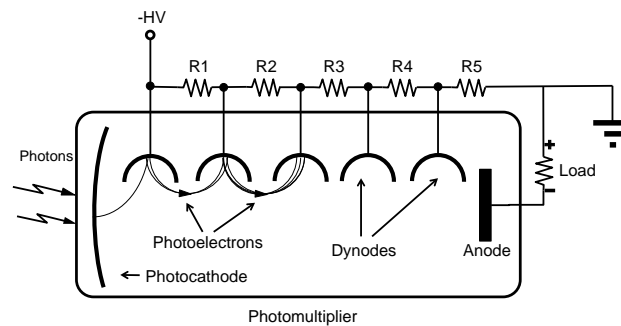 -HV
R1 R2 R3 R4 R5
Photons
+
Load
-
Photoelectrons
Dynodes
Anode
Photocathode
Photomultiplier